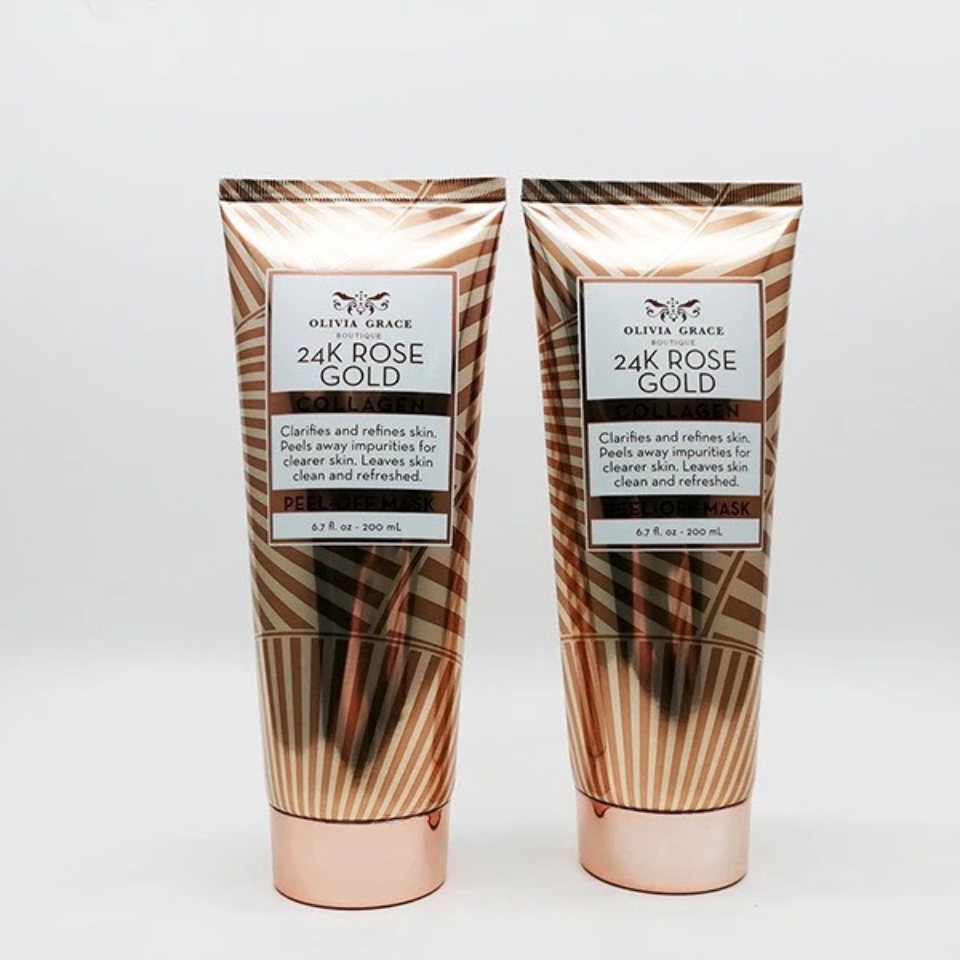 OLIVIA GRACE
BOUTIQUE
24K ROSE
GOLD
COLLAGEN
Clarifies and refines skin.
Peels away impurities for
clearer skin. Leaves skin
clean and refreshed.
PEEL-OFF MASK
6.7 fl. oz - 200 mL
OLIVIA GRACE
BOUTIQUE
24K ROSE
GOLD
COLLAGEN
Clarifies and refines skin.
Peels away impurities for
clearer skin. Leaves skin
clean and refreshed.
PEEL-OFF MASK
6.7 fl. oz - 200 mL